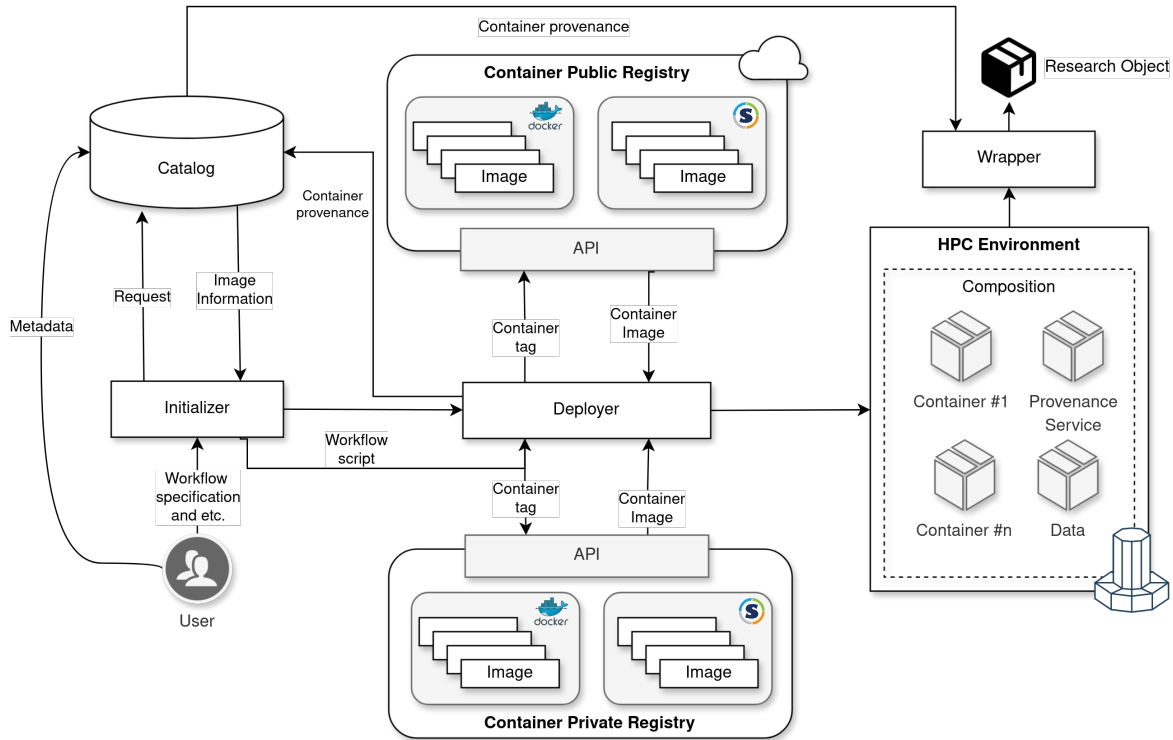 Container provenance
Container Public Registry
docker
S
Image
Image
API
Research Object
Wrapper
Catalog
Container
provenance
Request
Image
Information
Metadata
Container
tag
Container
Image
HPC Environment
Composition
Container #1
Provenance
Service
Container #n
Data
Initializer
Deployer
Workflow
script
Workflow
specification
and etc.
User
Container
tag
Container
Image
API
docker
S
Image
Image
Container Private Registry